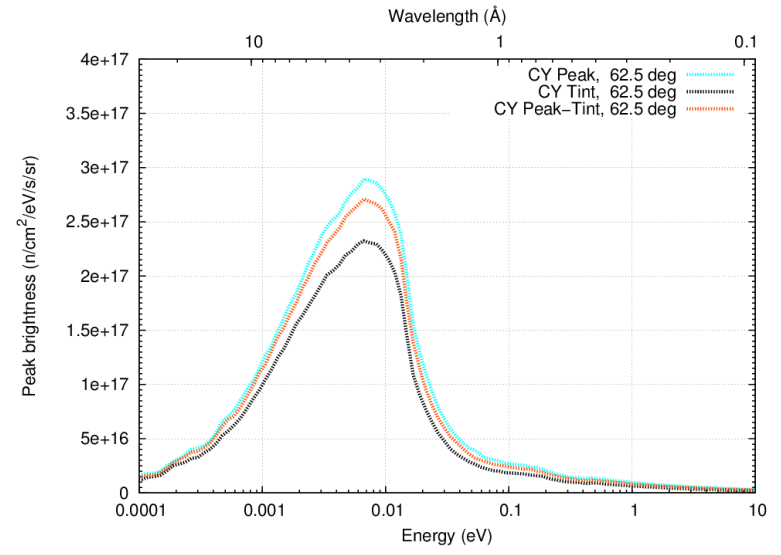 Wavelength (Å)
10 1 0.1
4e+17
3.5e+17
3e+17
2.5e+17
2e+17
1.5e+17
1e+17
5e+16
0
CY Peak, 62.5 deg
CY Tint, 62.5 deg
CY Peak−Tint, 62.5 deg
Peak brightness (n/cm²/eV/s/sr)
0.0001 0.001 0.01 0.1 1 10
Energy (eV)